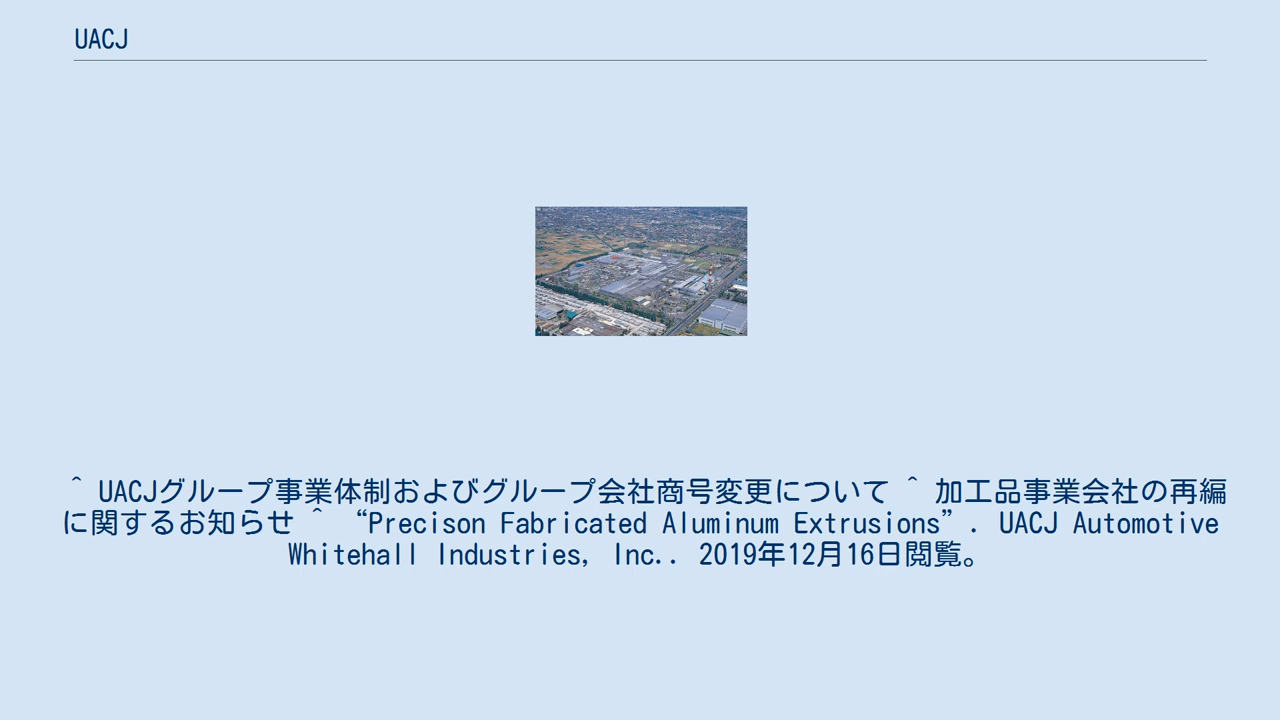 UACJ
^ UACJグループ事業体制およびグループ会社商号変更について ^ 加工品事業会社の再編
に関するお知らせ ^ “Precison Fabricated Aluminum Extrusions”. UACJ Automotive
Whitehall Industries, Inc.. 2019年12月16日閲覧。